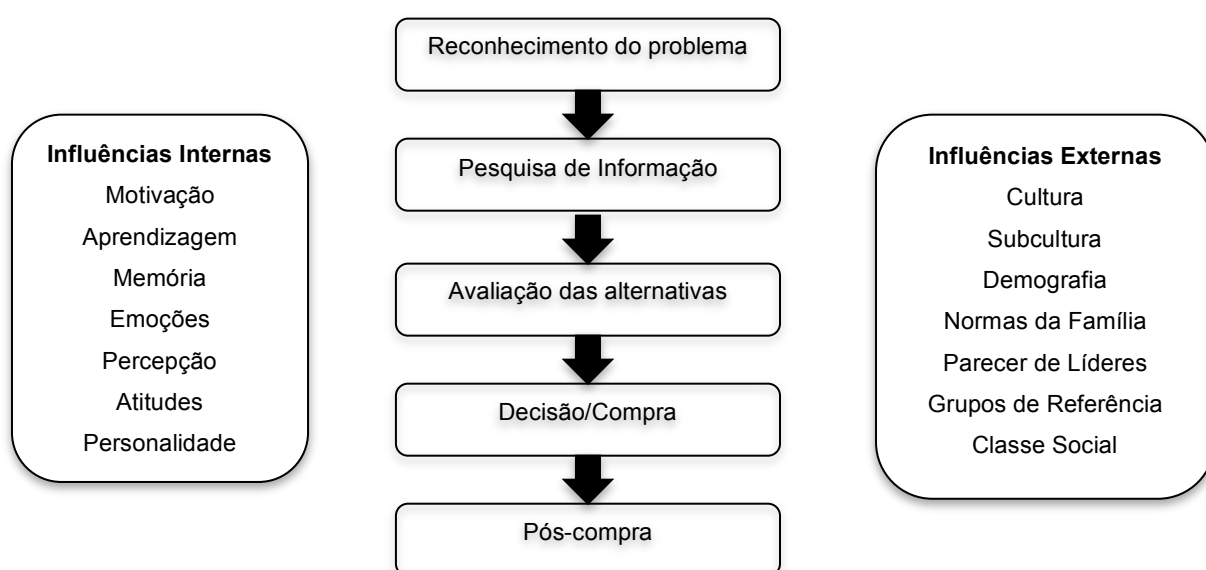 Reconhecimento do problema
Pesquisa de Informação
Avaliação das alternativas
Decisão/Compra
Pós-compra
Influências Internas
Motivação
Aprendizagem
Memória
Emoções
Percepção
Atitudes
Personalidade
Influências Externas
Cultura
Subcultura
Demografia
Normas da Família
Parecer de Líderes
Grupos de Referência
Classe Social